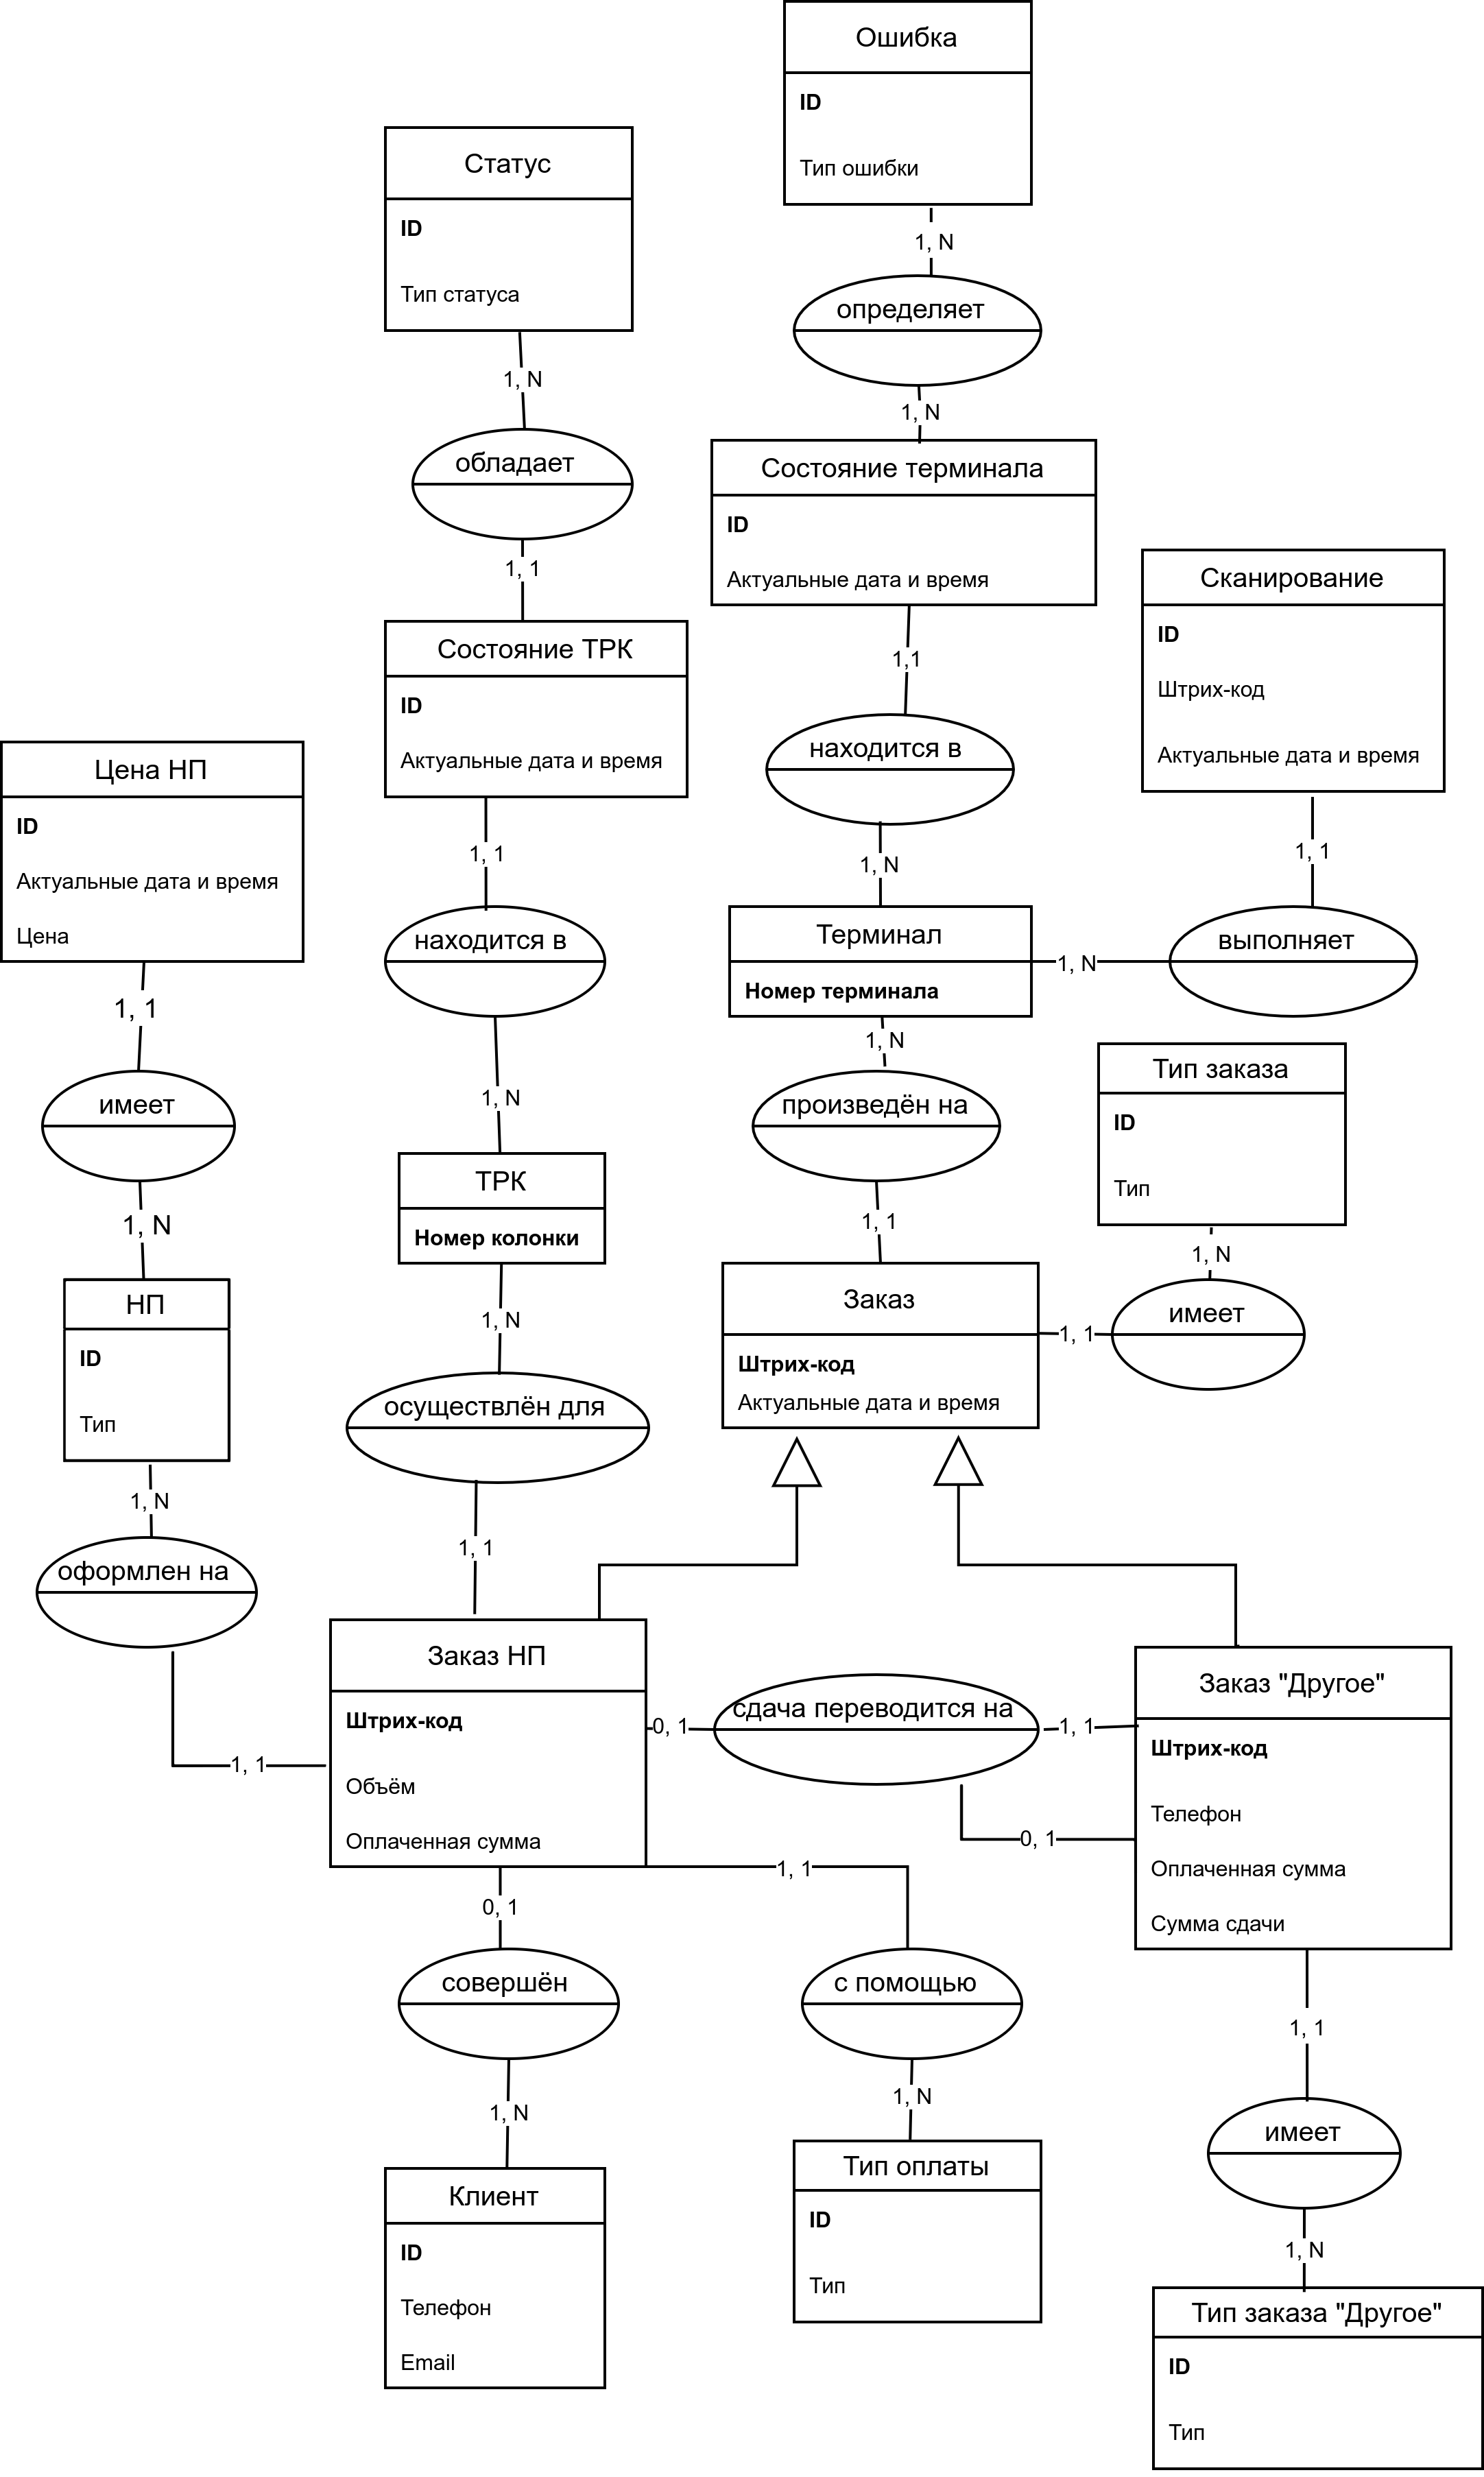 Ошибка
ID
Тип ошибки
1, N
определяет
1, N
Состояние терминала
ID
Актуальные дата и время
1,1
находится в
1, N
Терминал
Номер терминала
1, N
выполняет
1, 1
Сканирование
ID
Штрих-код
Актуальные дата и время
Статус
ID
Тип статуса
1, N
обладает
1, 1
Состояние ТРК
ID
Актуальные дата и время
1, 1
находится в
1, N
ТРК
Номер колонки
1, N
осуществлён для
1, 1
Цена НП
ID
Актуальные дата и время
Цена
1, 1
имеет
1, N
НП
ID
Тип
1, N
оформлен на
1, 1
1, N
произведён на
1, 1
Заказ
Штрих-код
Актуальные дата и время
1, 1
имеет
1, N
Тип заказа
ID
Тип
Заказ НП
Штрих-код
Объём
Оплаченная сумма
0, 1
сдача переводится на
1, 1
0, 1
Заказ "Другое"
Штрих-код
Телефон
Оплаченная сумма
Сумма сдачи
0, 1
совершён
1, N
Клиент
ID
Телефон
Email
1, 1
с помощью
1, N
Тип оплаты
ID
Тип
1, 1
имеет
1, N
Тип заказа "Другое"
ID
Тип